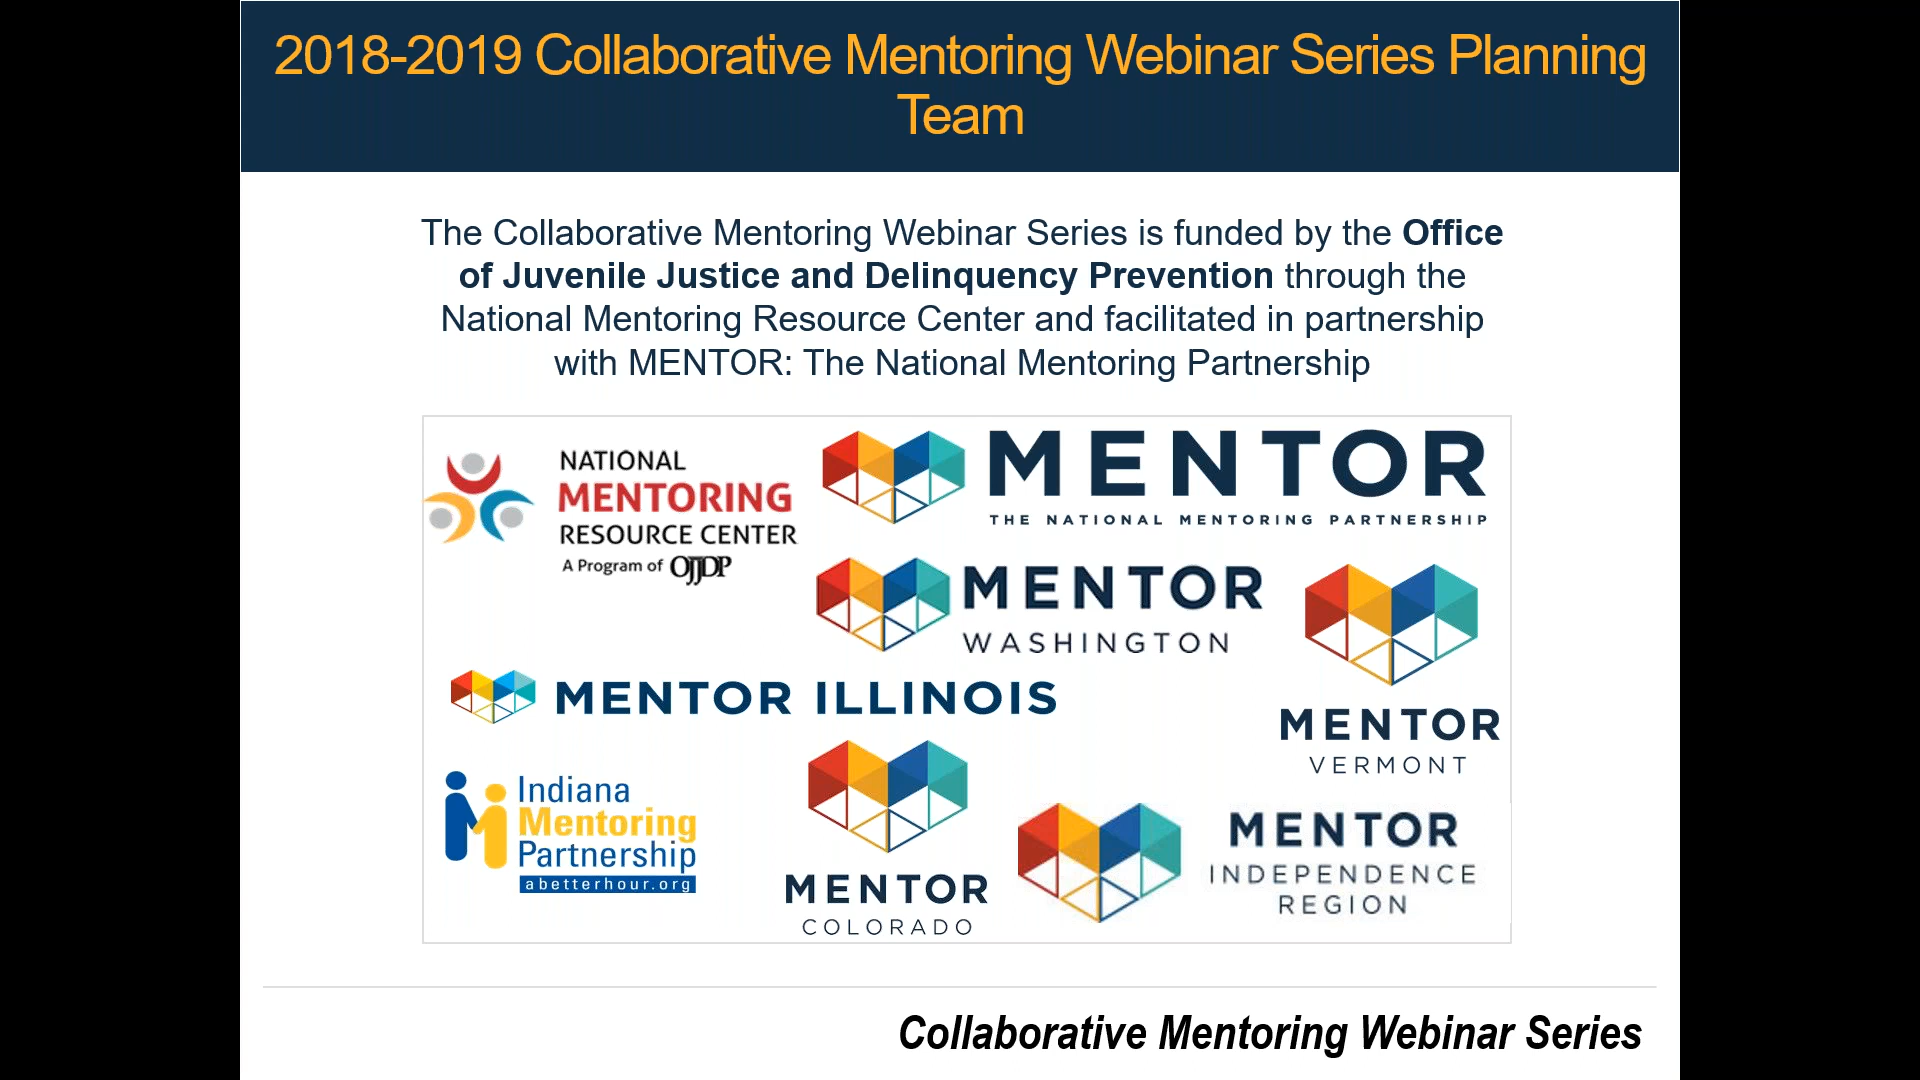 2018-2019 Collaborative Mentoring Webinar Series Planning
Team
The Collaborative Mentoring Webinar Series is funded by the Office
of Juvenile Justice and Delinquency Prevention through the
National Mentoring Resource Center and facilitated in partnership
with MENTOR: The National Mentoring Partnership
NATIONAL
MENTORING
RESOURCE CENTER
A Program of OJJDP
MENTOR
THE NATIONAL MENTORING PARTNERSHIP
MENTOR
WASHINGTON
MENTOR
VERMONT
MENTOR ILLINOIS
Indiana
Mentoring
Partnership
abetterhour.org
MENTOR
COLORADO
MENTOR
INDEPENDENCE
REGION
Collaborative Mentoring Webinar Series